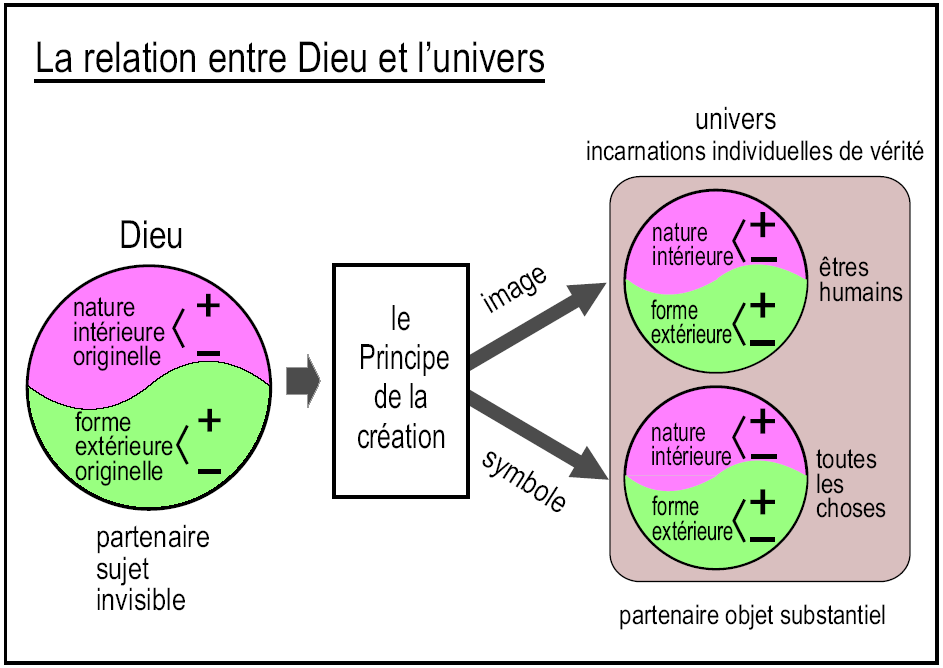 La relation entre Dieu et l’univers
univers
incarnations individuelles de vérité
Dieu
nature
intérieure
originelle
+
−
forme
extérieure
originelle
+
−
partenaire
sujet
invisible
le
Principe
de la
création
image
symbole
nature
intérieure
+
−
forme
extérieure
+
−
êtres
humains
nature
intérieure
+
−
forme
extérieure
+
−
toutes
les
choses
partenaire objet substantiel